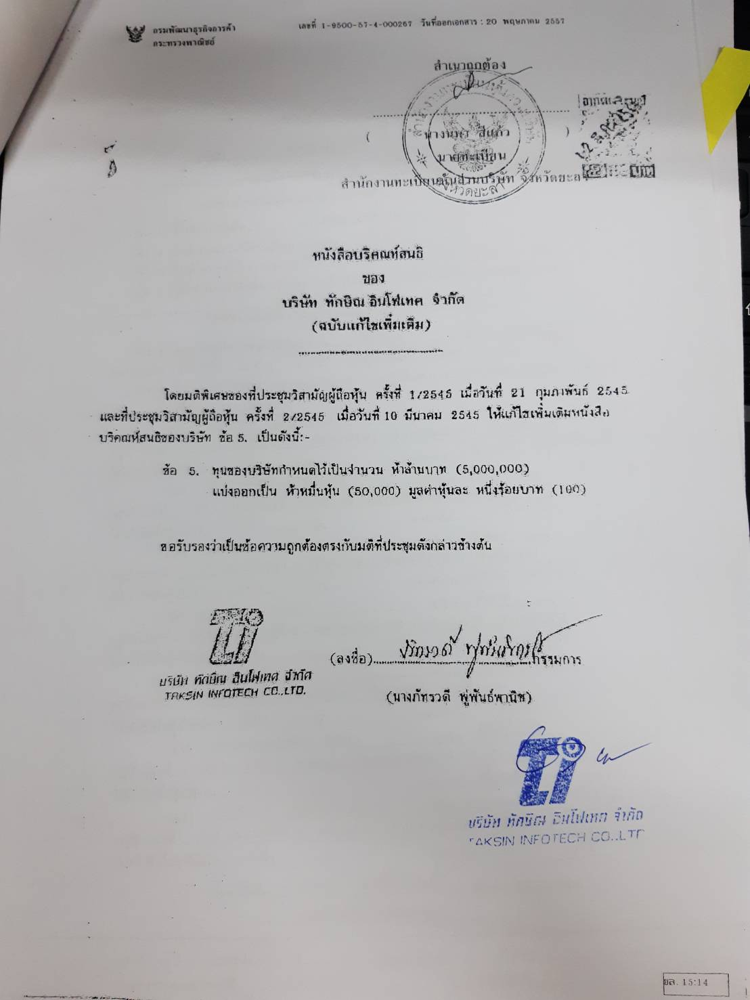 กรมพัฒนาธุรกิจการค้า
กระทรวงพาณิชย์
เลขที่ 1-9500-57-4-000267 วันที่ออกเอกสาร : 20 พฤษภาคม 2557
สำเนาถูกต้อง
( สีแก้ว )
นายทะเบียน
สำนักงานทะเบียนหุ้นส่วนบริษัท จังหวัดยะลา
หนังสือบริคณห์สนธิ
ของ
บริษัท ทักษิณ อินโฟเทค จำกัด
(ฉบับแก้ไขเพิ่มเติม)
โดยมติพิเศษของที่ประชุมวิสามัญผู้ถือหุ้น ครั้งที่ 1/2545 เมื่อวันที่ 21 กุมภาพันธ์ 2545
และที่ประชุมวิสามัญผู้ถือหุ้น ครั้งที่ 2/2545 เมื่อวันที่ 10 มีนาคม 2545 ให้แก้ไขเพิ่มเติมหนังสือ
บริคณห์สนธิของบริษัท ข้อ 5. เป็นดังนี้:-
ข้อ 5. ทุนของบริษัทกำหนดไว้เป็นจำนวน ห้าล้านบาท (5,000,000)
แบ่งออกเป็น ห้าหมื่นหุ้น (50,000) มูลค่าหุ้นละ หนึ่งร้อยบาท (100)
ขอรับรองว่าเป็นข้อความถูกต้องตรงกับมติที่ประชุมดังกล่าวข้างต้น
Ti
บริษัท ทักษิณ อินโฟเทค จำกัด
TAKSIN INFOTECH CO.,LTD.
(ลงชื่อ)....................กรรมการ
(นางภัทรวดี พู่พันธ์พานิช)
Ti
บริษัท ทักษิณ อินโฟเทค จำกัด
TAKSIN INFOTECH CO.,LTD
ยล. 15:14